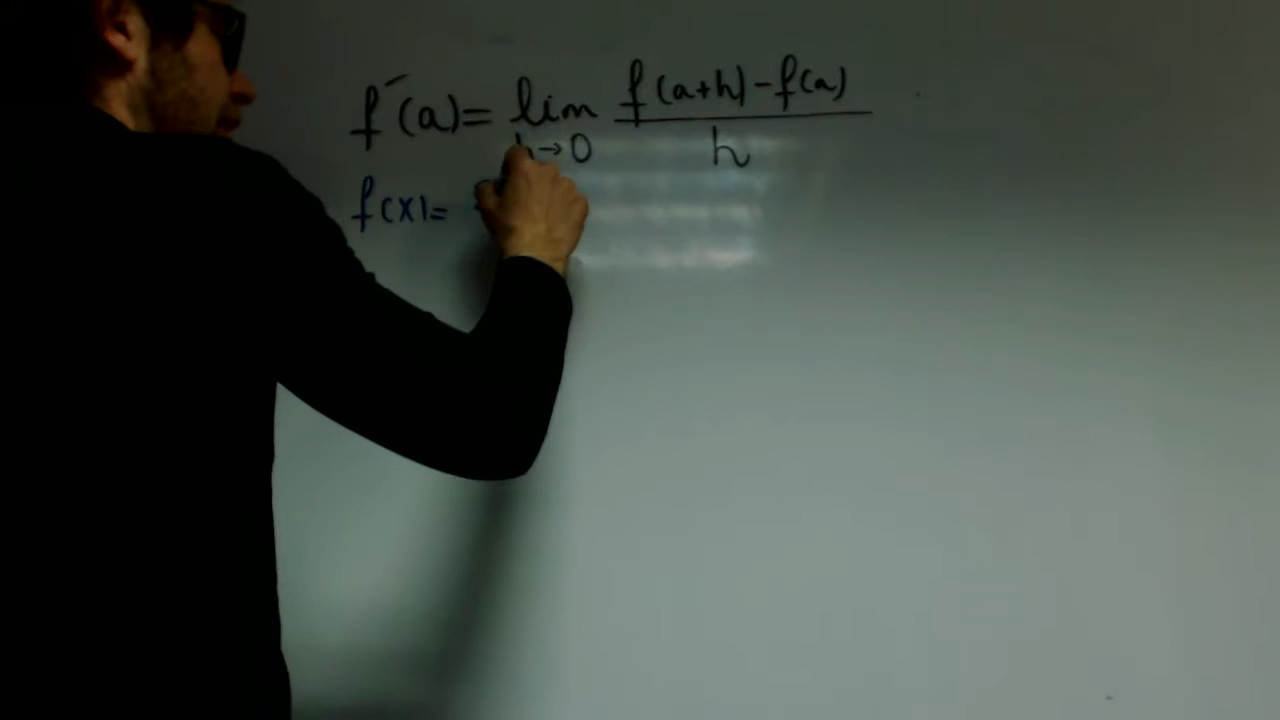 f´(a)= lim h→0 f(a+h)-f(a) / h
f(x)=